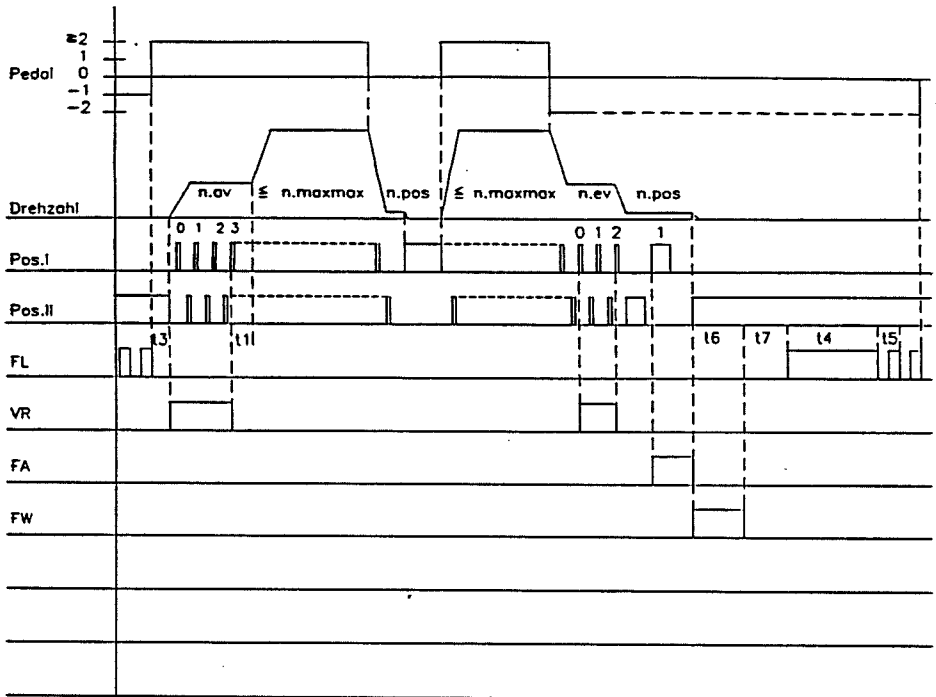 ≥2
1
Pedal 0
-1
-2
n.av ≤ n.maxmax n.pos ≤ n.maxmax n.ev n.pos
Drehzahl
0 1 2 3 0 1 2 1
Pos.I
Pos.II
t3 t1 t6 t7 t4 t5
FL
VR
FA
FW